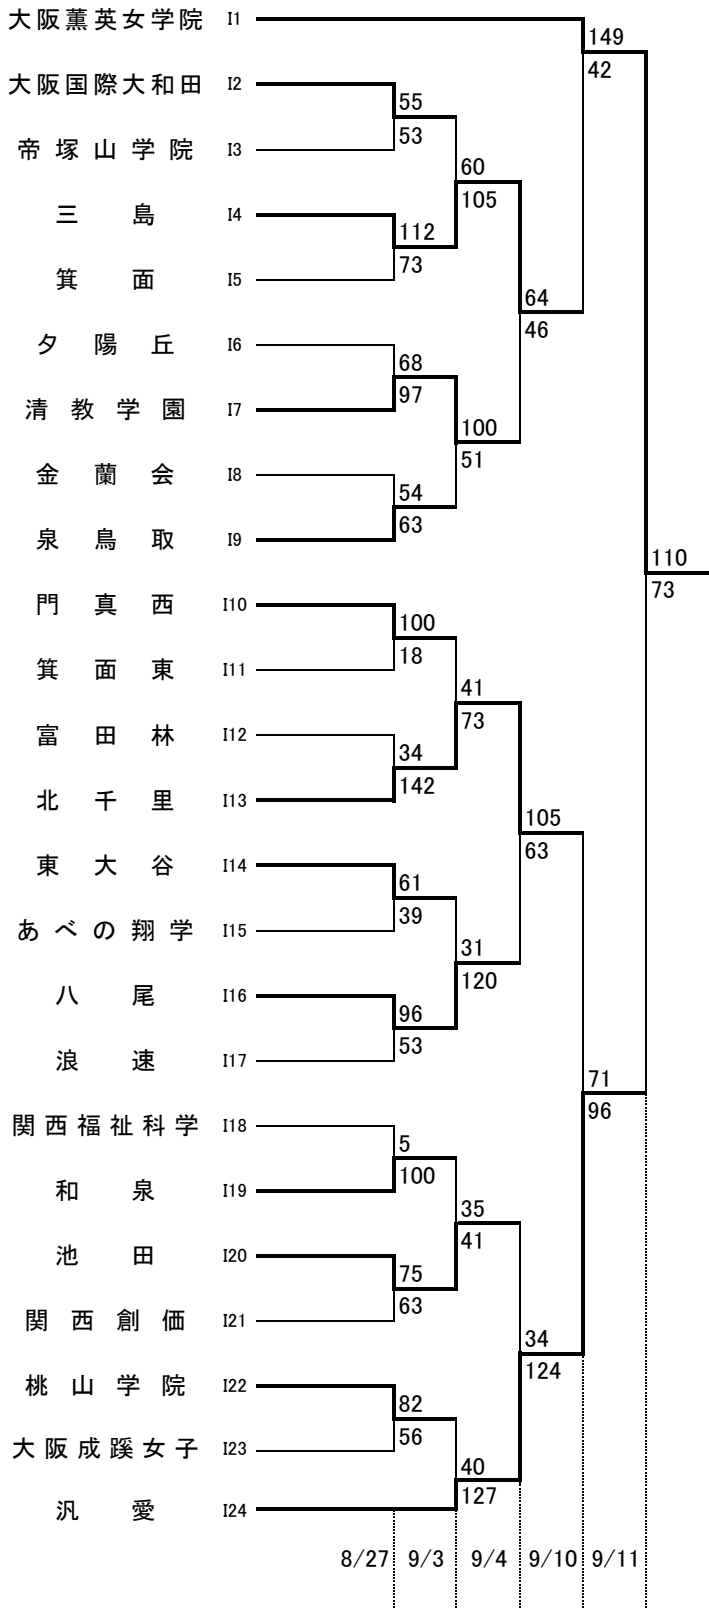 大阪薫英女学院 I1
149
大阪国際大和田 I2
42
55
53
帝塚山学院 I3
60
105
三島 I4
112
73
箕面 I5
64
46
夕陽丘 I6
68
97
清教学園 I7
100
51
金蘭会 I8
54
63
泉鳥取 I9
110
73
門真西 I10
100
18
箕面東 I11
41
73
富田林 I12
34
142
北千里 I13
105
63
東大谷 I14
61
39
あべの翔学 I15
31
120
八尾 I16
96
53
浪速 I17
71
96
関西福祉科学 I18
5
100
和泉 I19
35
41
池田 I20
75
63
関西創価 I21
34
124
桃山学院 I22
82
56
大阪成蹊女子 I23
40
127
汎愛 I24
8/27 9/3 9/4 9/10 9/11